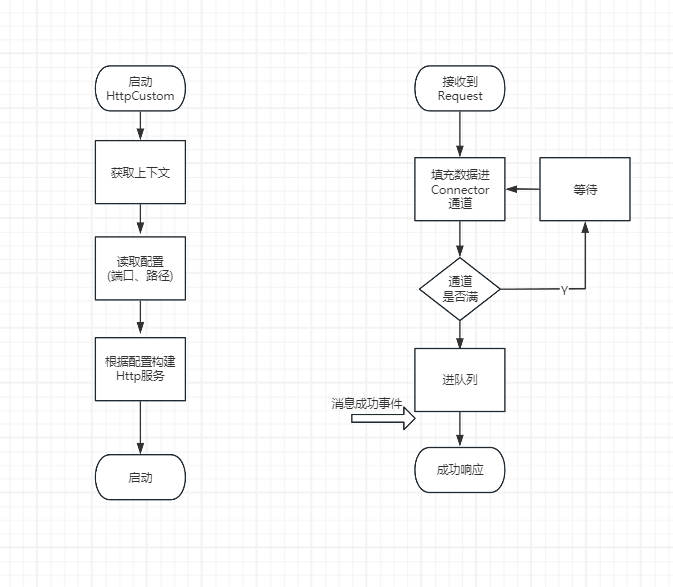 启动
HttpCustom
获取上下文
读取配置
(端口、路径)
根据配置构建
Http服务
启动
接收到
Request
填充数据进
Connector
通道
等待
通道
是否满
Y
进队列
消息成功事件
成功响应